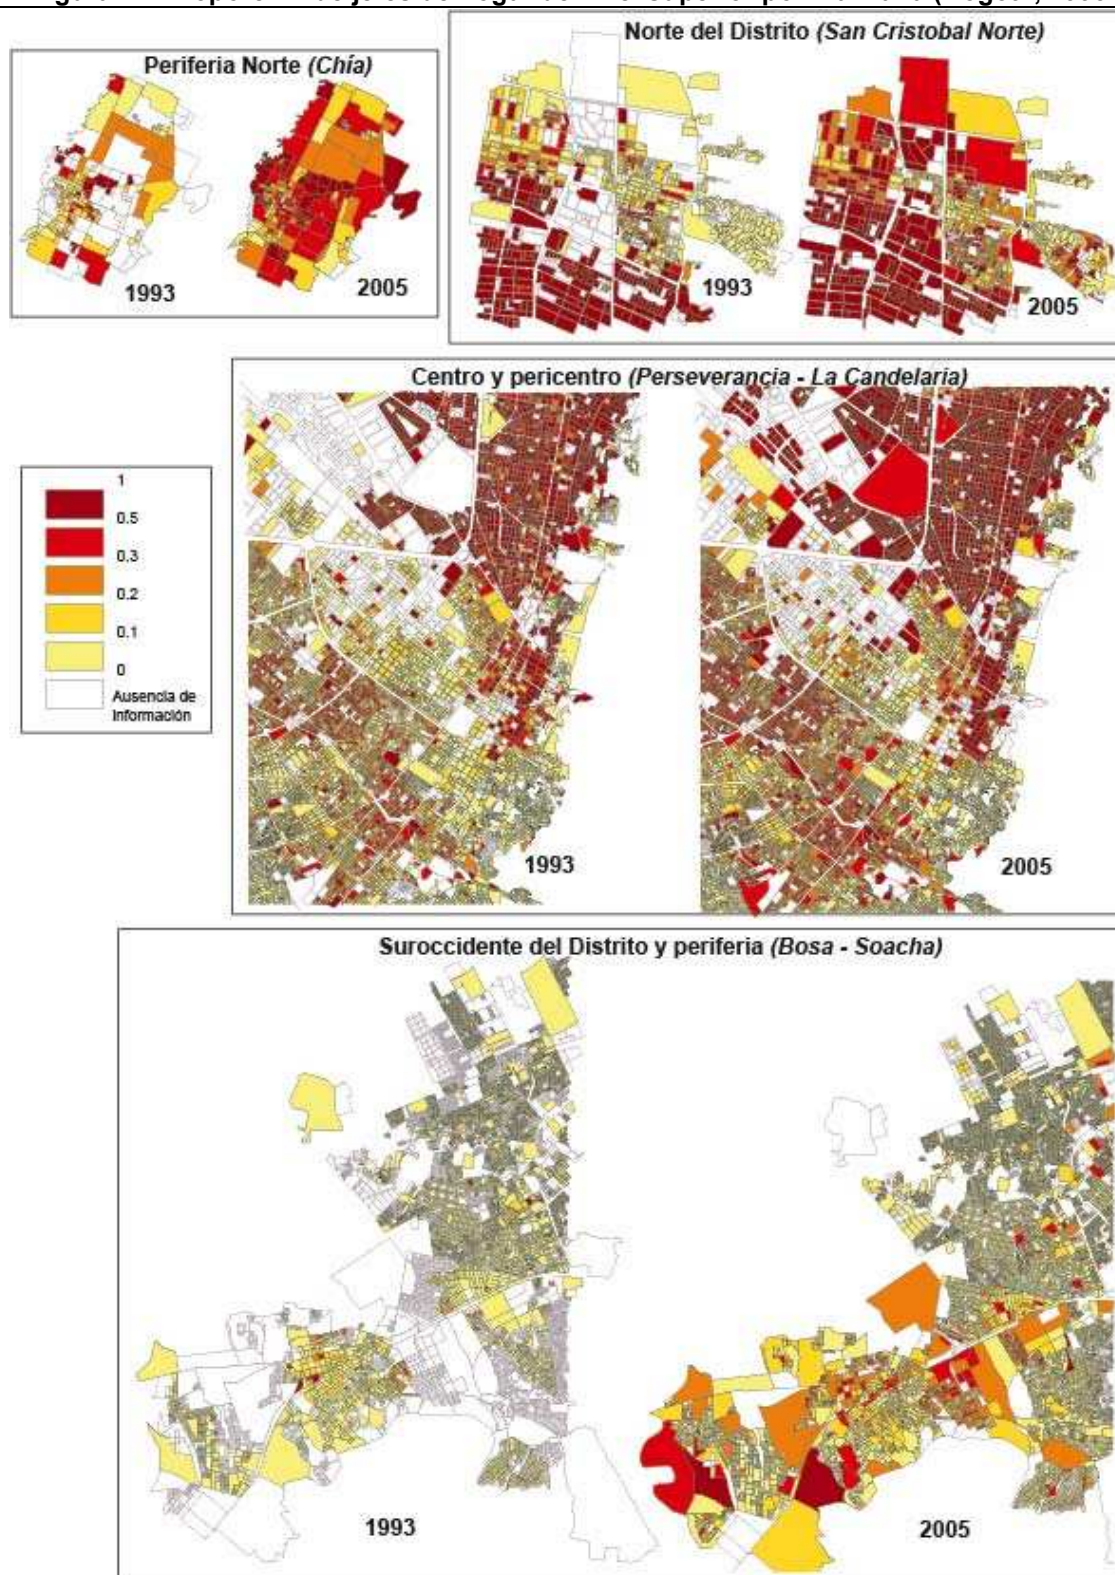 Periferia Norte (Chía)
1993
2005
Norte del Distrito (San Cristobal Norte)
1993
2005
Centro y pericentro (Perseverancia - La Candelaria)
1993
2005
1
0.5
0.3
0.2
0.1
0
Ausencia de
Información
Suroccidente del Distrito y periferia (Bosa - Soacha)
1993
2005